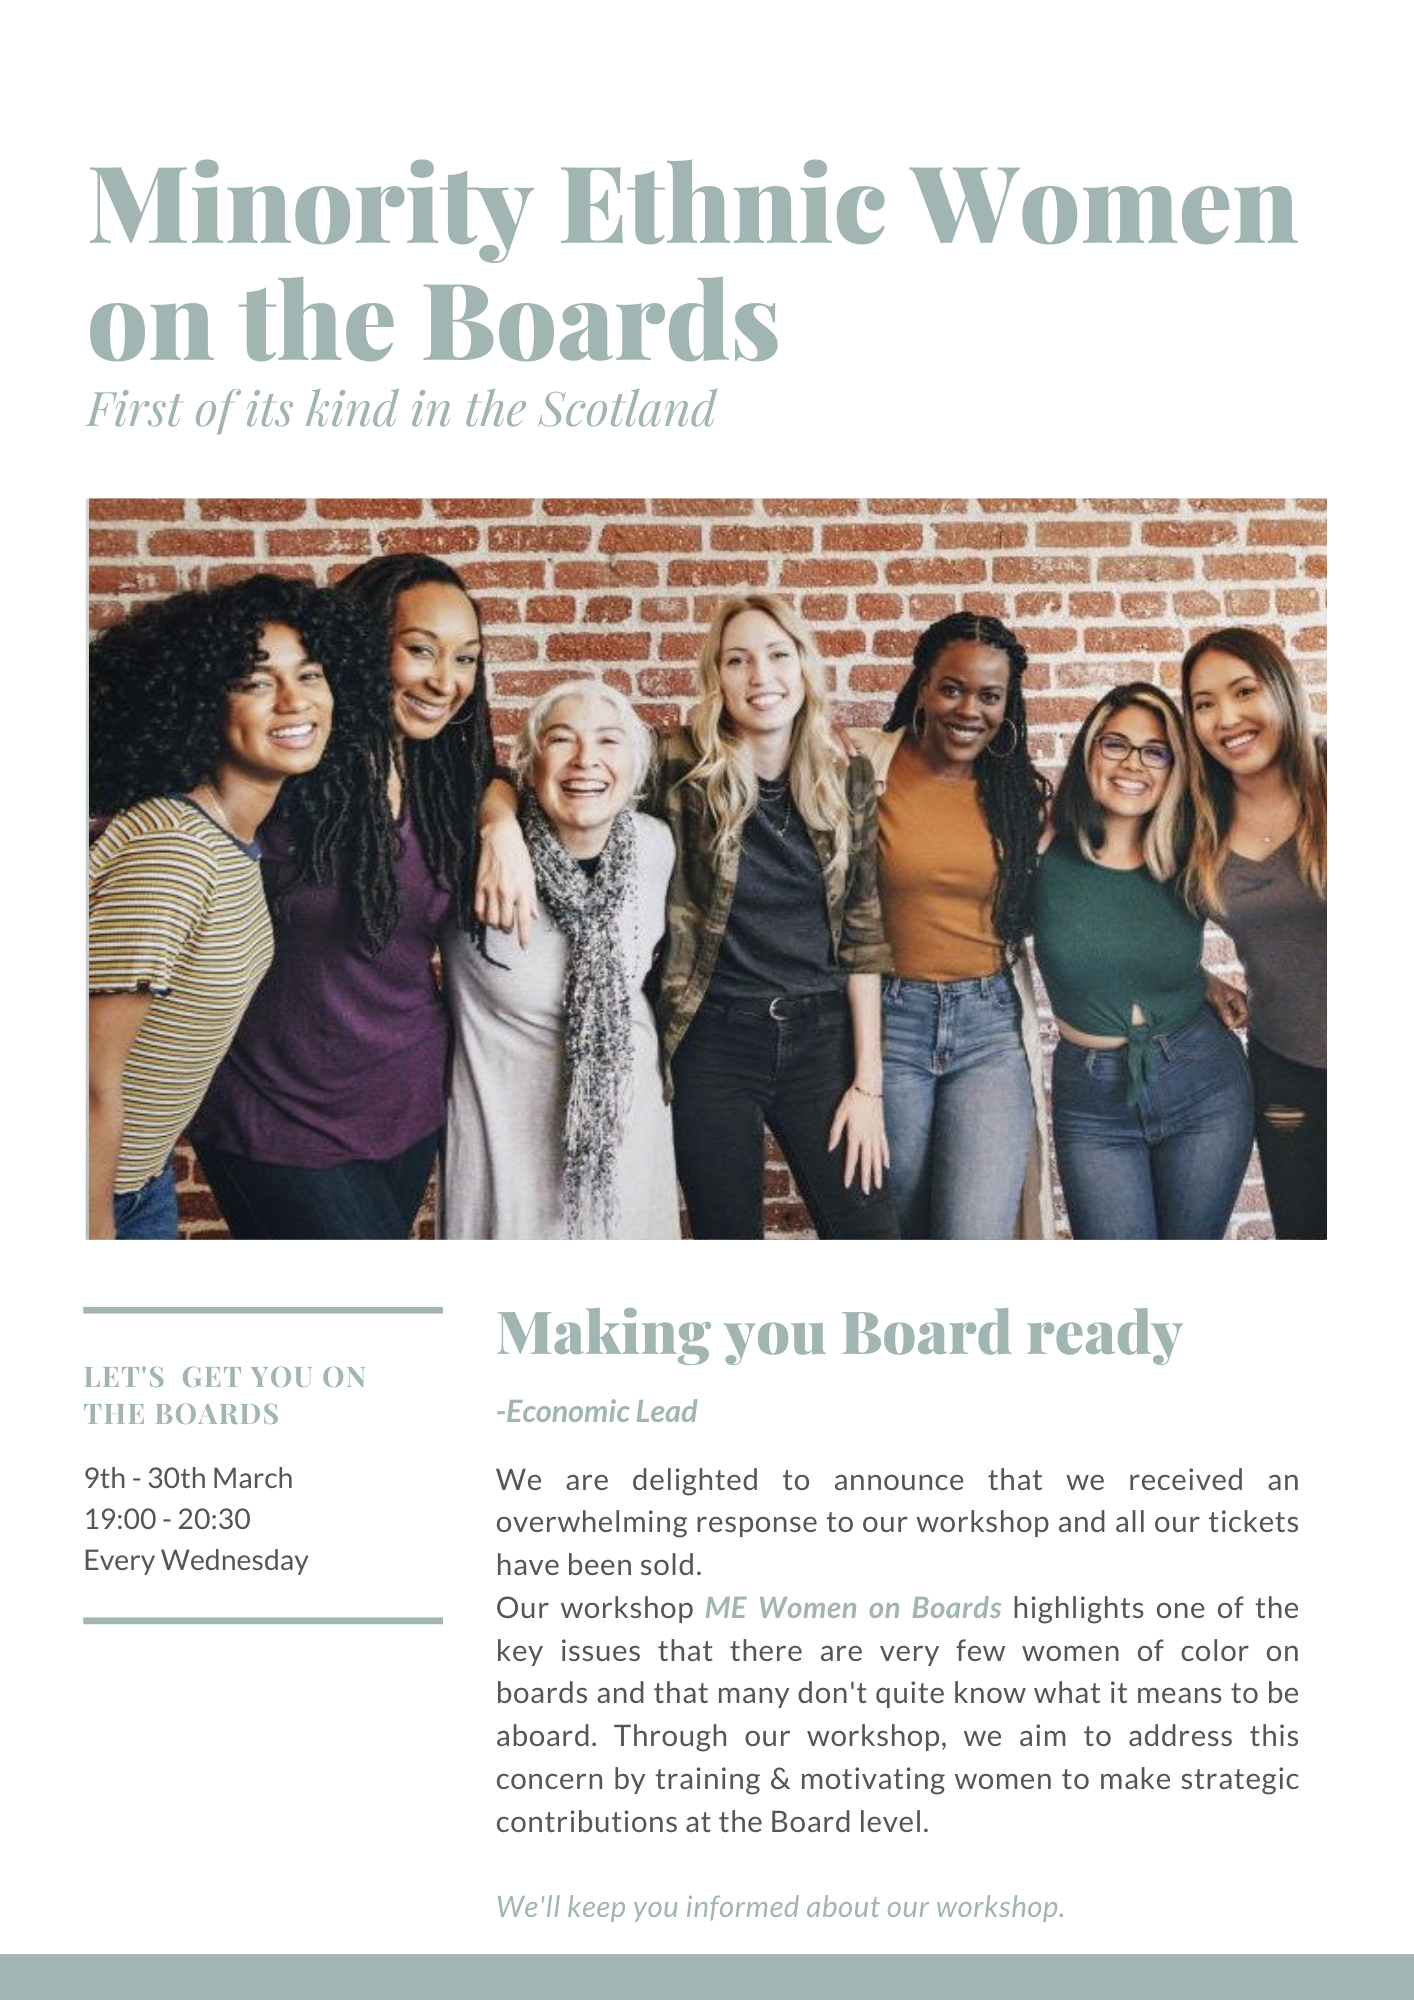 Minority Ethnic Women
on the Boards
First of its kind in the Scotland
LET'S GET YOU ON
THE BOARDS
9th - 30th March
19:00 - 20:30
Every Wednesday
Making you Board ready
-Economic Lead
We are delighted to announce that we received an
overwhelming response to our workshop and all our tickets
have been sold.
Our workshop ME Women on Boards highlights one of the
key issues that there are very few women of color on
boards and that many don't quite know what it means to be
aboard. Through our workshop, we aim to address this
concern by training & motivating women to make strategic
contributions at the Board level.
We'll keep you informed about our workshop.